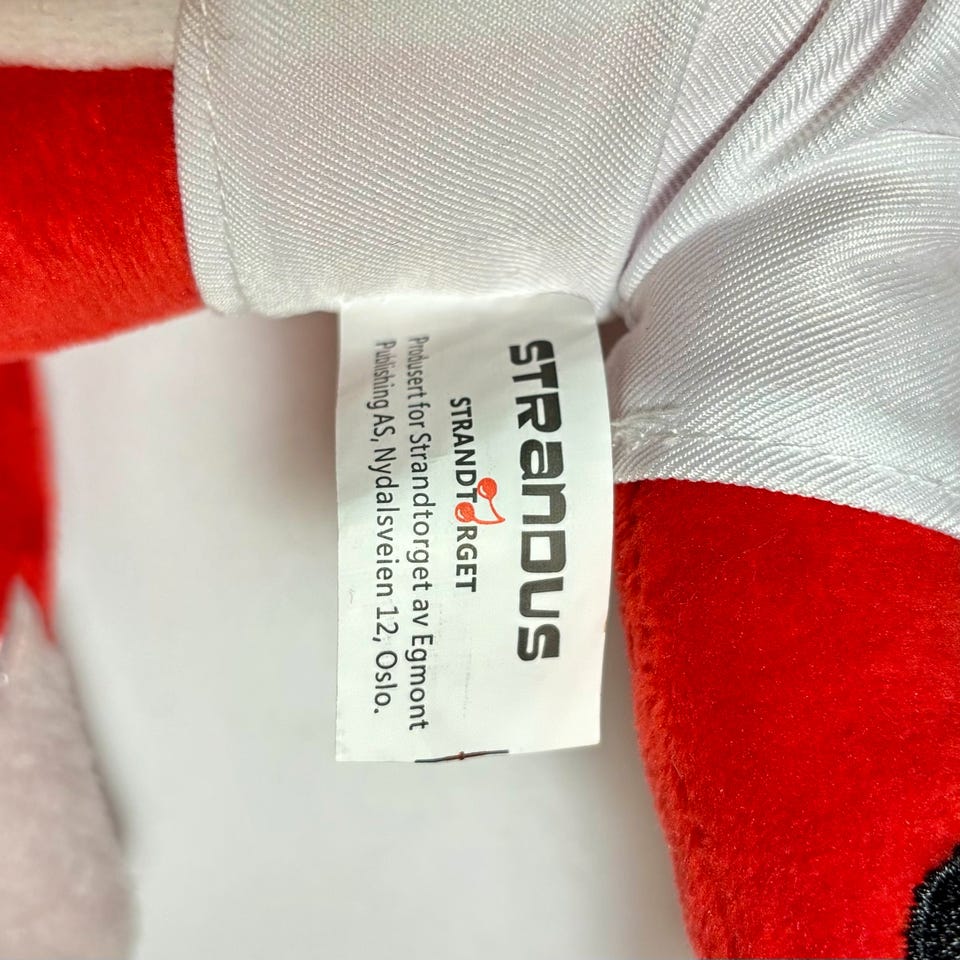 STRANDUS
STRANDTORGET
Produsert for Strandtorget av Egmont
Publishing AS, Nydalsveien 12, Oslo.